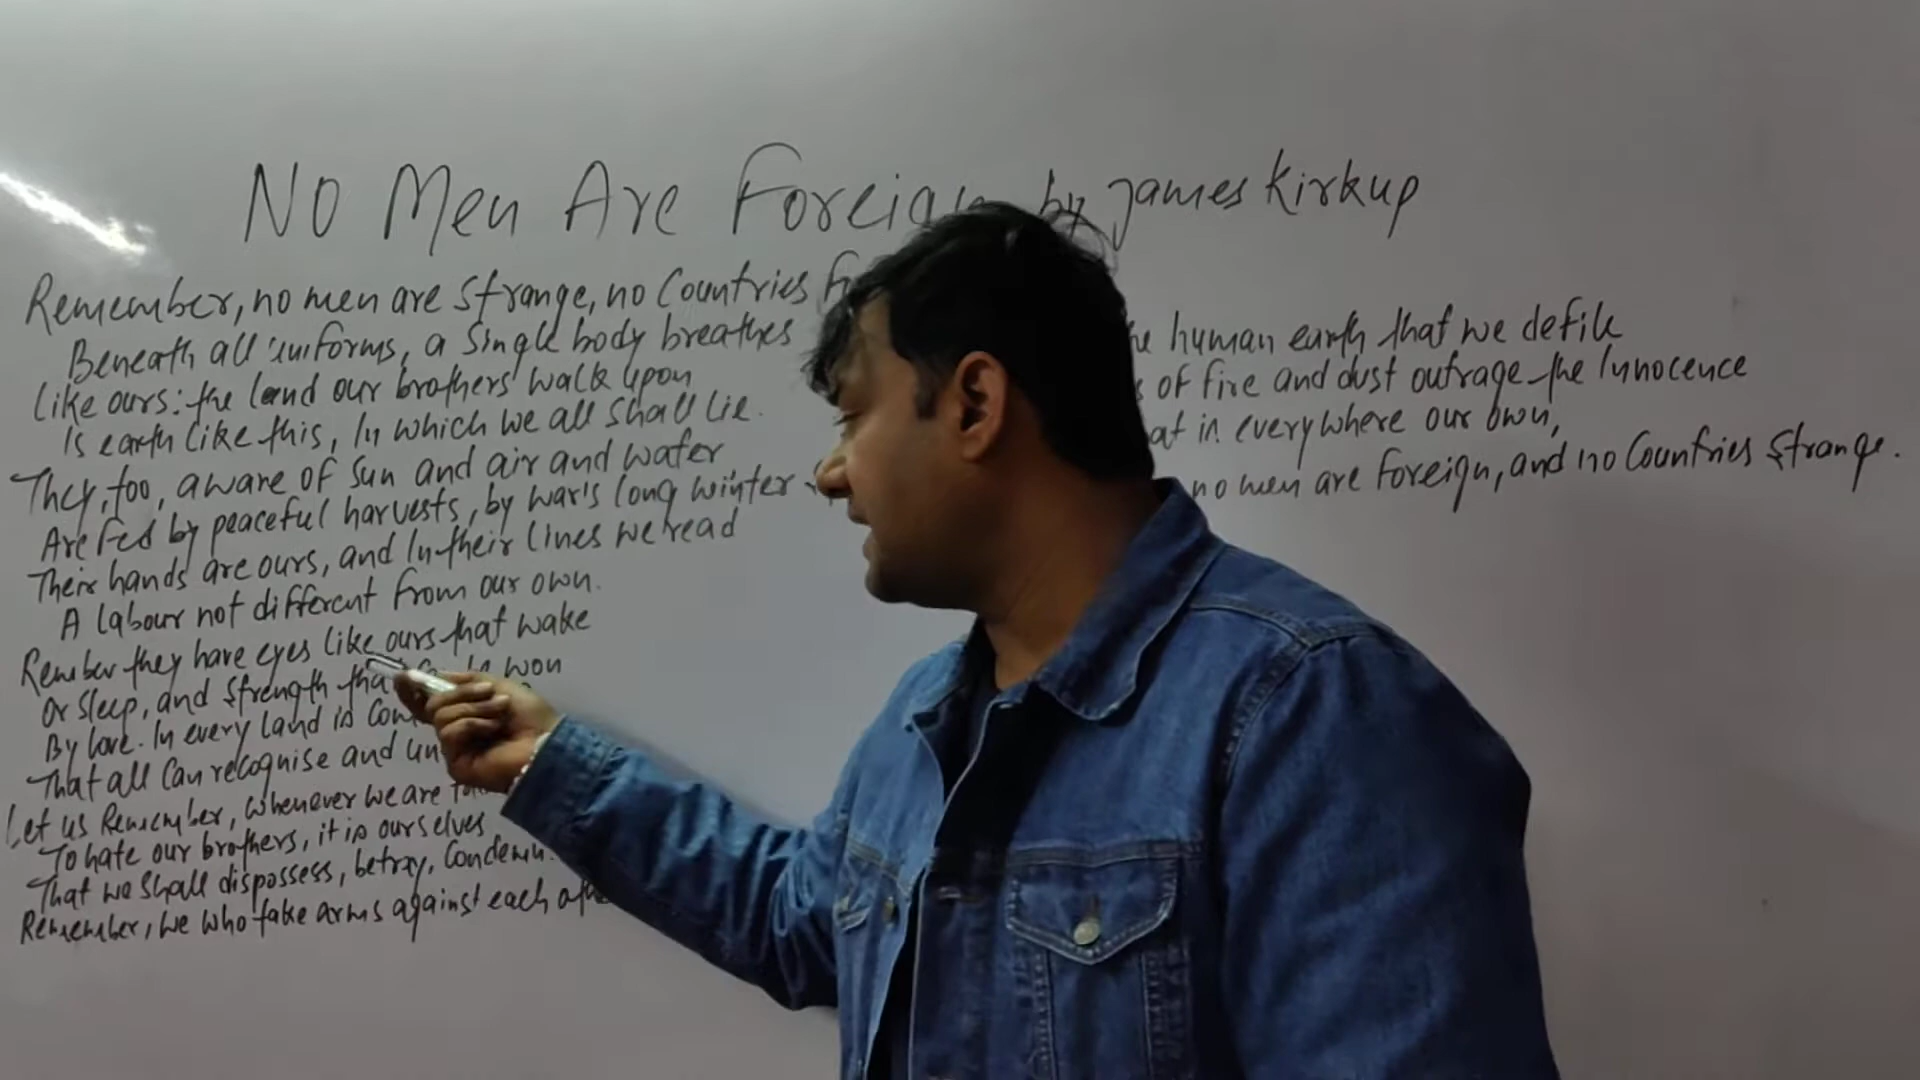 No Men Are Foreign by James Kirkup
Remember, no men are strange, no Countries
Beneath all uniforms, a single body breathes
Like ours: the land our brothers' walk upon
Is earth like this, In which we all shall lie.
They, too, aware of sun and air and water
Are fed by peaceful harvests, by war's long winter
Their hands are ours, and In their lines we read
A labour not different from our own.
Remeber they have eyes like ours that wake
Or sleep, and strength that won
By love. In every land is
That all Can recognise and
Let us Remember, whenever we are
To hate our brothers, it is ourselves
That we shall dispossess, betray, Condemn.
Remember, we who take arms against each
human earth that we defile
of fire and dust outrage the Innocence
in everywhere our own,
no men are foreign, and no Countries strange.